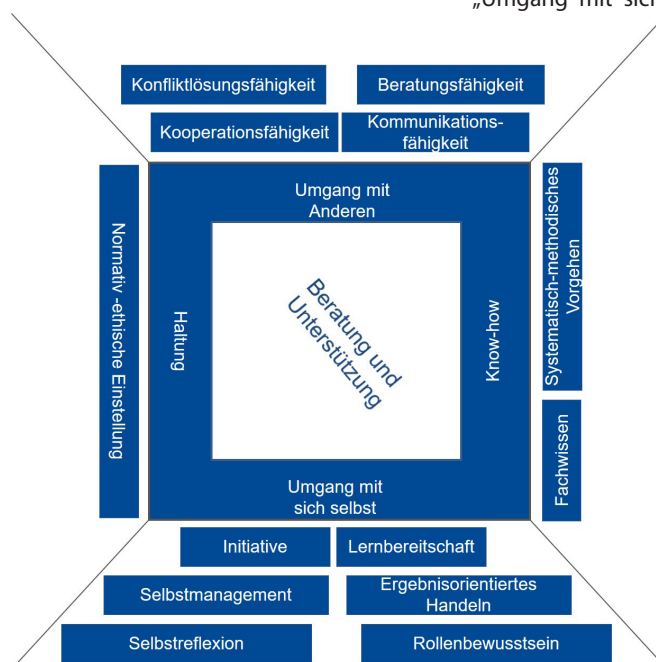 „Umgang mit sich
Konfliktlösungsfähigkeit
Beratungsfähigkeit
Kooperationsfähigkeit
Kommunikations-
fähigkeit
Umgang mit
Anderen
Normativ -ethische Einstellung
Haltung
Beratung und
Unterstützung
Know-how
Systematisch-methodisches
Vorgehen
Fachwissen
Umgang mit
sich selbst
Initiative
Lernbereitschaft
Selbstmanagement
Ergebnisorientiertes
Handeln
Selbstreflexion
Rollenbewusstsein